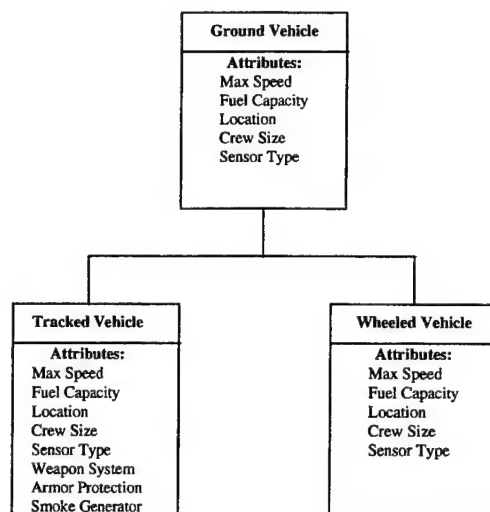 Ground Vehicle
Attributes:
Max Speed
Fuel Capacity
Location
Crew Size
Sensor Type
Tracked Vehicle
Attributes:
Max Speed
Fuel Capacity
Location
Crew Size
Sensor Type
Weapon System
Armor Protection
Smoke Generator
Wheeled Vehicle
Attributes:
Max Speed
Fuel Capacity
Location
Crew Size
Sensor Type